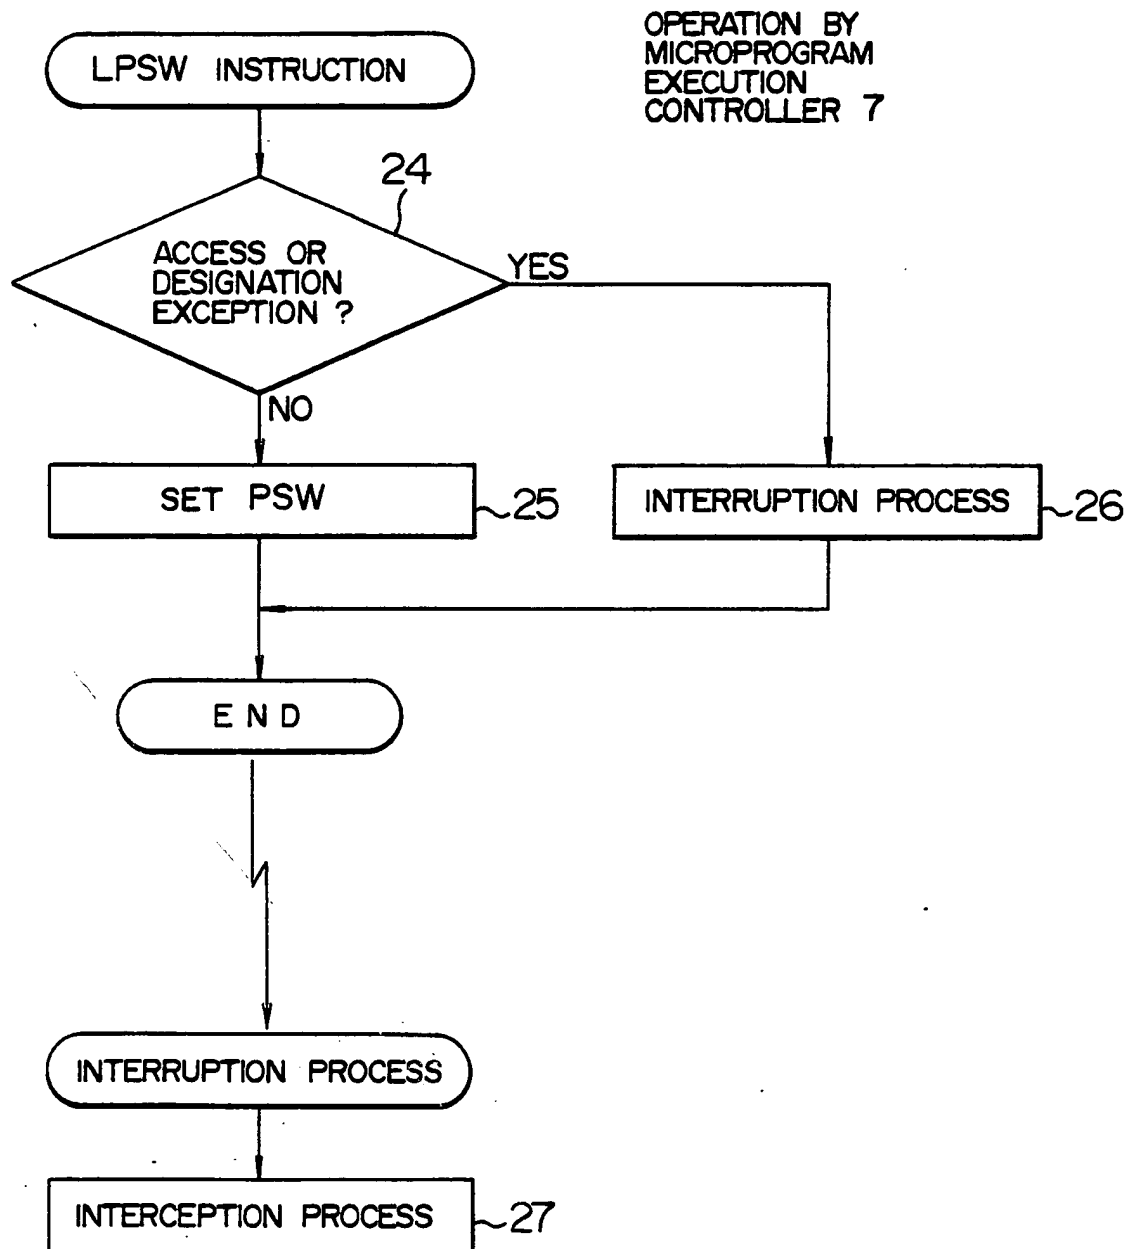 OPERATION BY
MICROPROGRAM
EXECUTION
CONTROLLER 7
LPSW INSTRUCTION
24
ACCESS OR
DESIGNATION
EXCEPTION ?
YES
NO
SET PSW
25
INTERRUPTION PROCESS
26
END
INTERRUPTION PROCESS
INTERCEPTION PROCESS
27